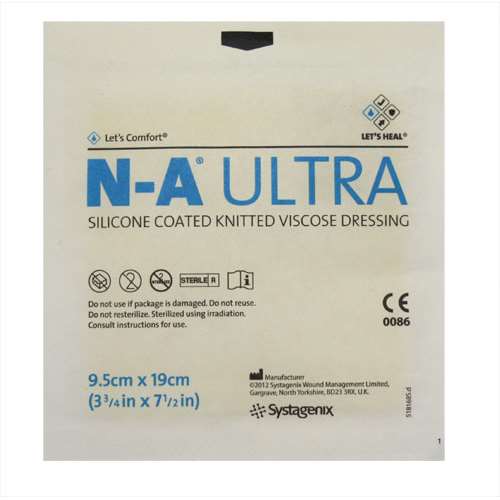 Let's Comfort®
LET'S HEAL®
N-A® ULTRA
SILICONE COATED KNITTED VISCOSE DRESSING
STERILE R
Do not use if package is damaged. Do not reuse.
Do not resterilize. Sterilized using irradiation.
Consult instructions for use.
CE
0086
9.5cm x 19cm
(3 3/4 in x 7 1/2 in)
Manufacturer
©2012 Systagenix Wound Management Limited,
Gargrave, North Yorkshire, BD23 3RX, U.K.
Systagenix
1